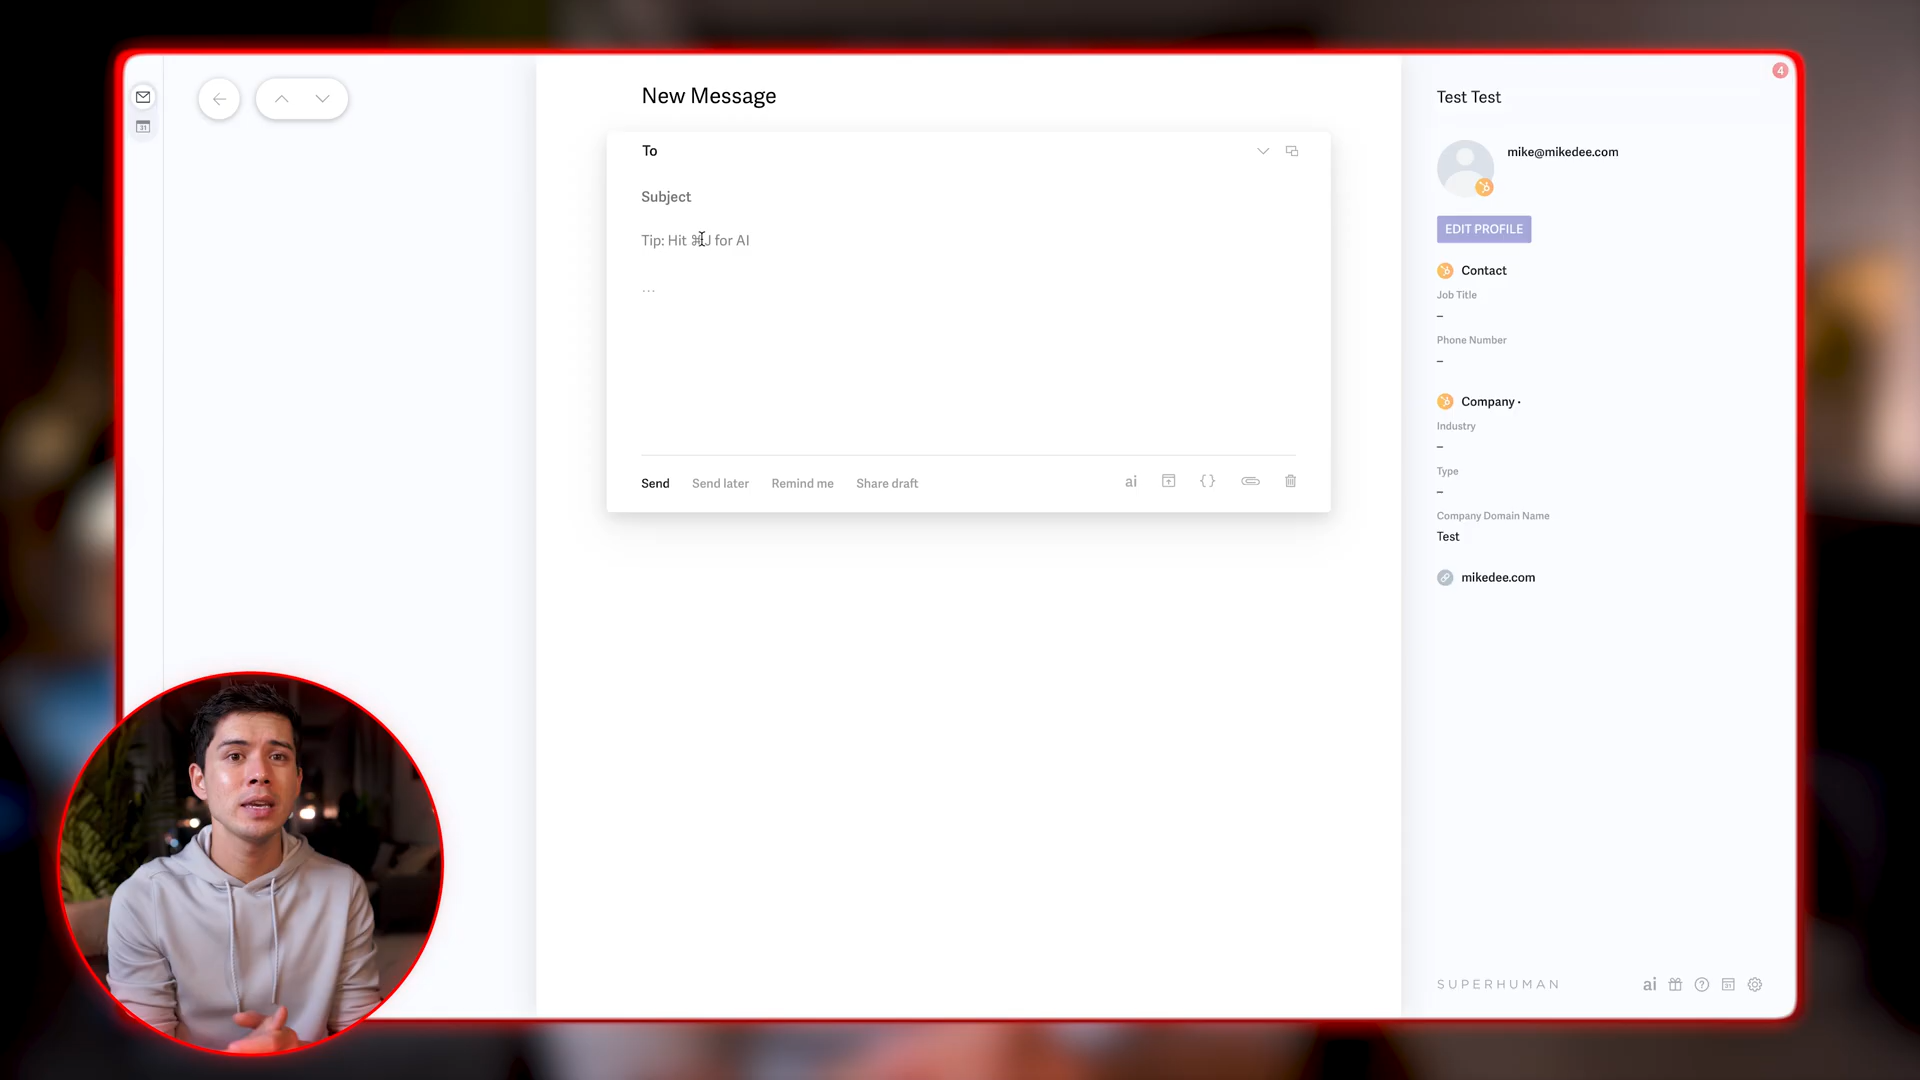 New Message
To
Subject
Tip: Hit ⌘J for AI
...
Send
Send later
Remind me
Share draft
ai
{}
31
4
Test Test
mike@mikedee.com
EDIT PROFILE
Contact
Job Title
–
Phone Number
–
Company ·
Industry
–
Type
–
Company Domain Name
Test
mikedee.com
SUPERHUMAN
ai
?
31